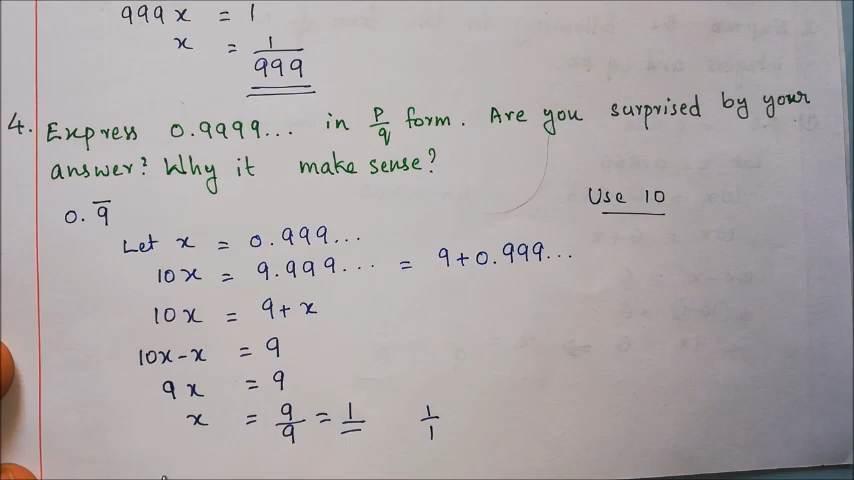 999x = 1
x = 1/999
4. Express 0.9999... in p/q form. Are you surprised by your
answer? Why it make sense?
Use 10
0.9̅
Let x = 0.999...
10x = 9.999... = 9+0.999...
10x = 9+x
10x-x = 9
9x = 9
x = 9/9 = 1 1/1